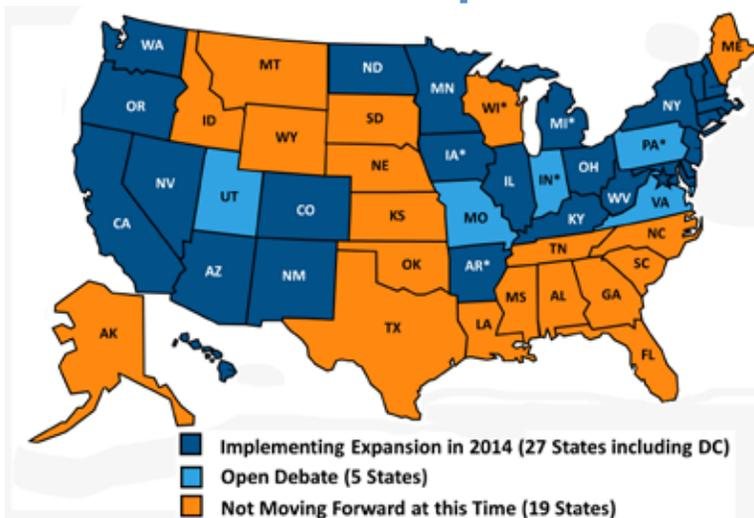 WA
MT
ND
MN
ME
OR
ID
SD
WI*
MI*
NY
WY
IA*
PA*
NE
NV
UT
CO
IL
IN*
OH
WV
VA
CA
KS
MO
KY
NC
TN
AZ
NM
OK
AR*
SC
MS
AL
GA
TX
LA
AK
FL
Implementing Expansion in 2014 (27 States including DC)
Open Debate (5 States)
Not Moving Forward at this Time (19 States)